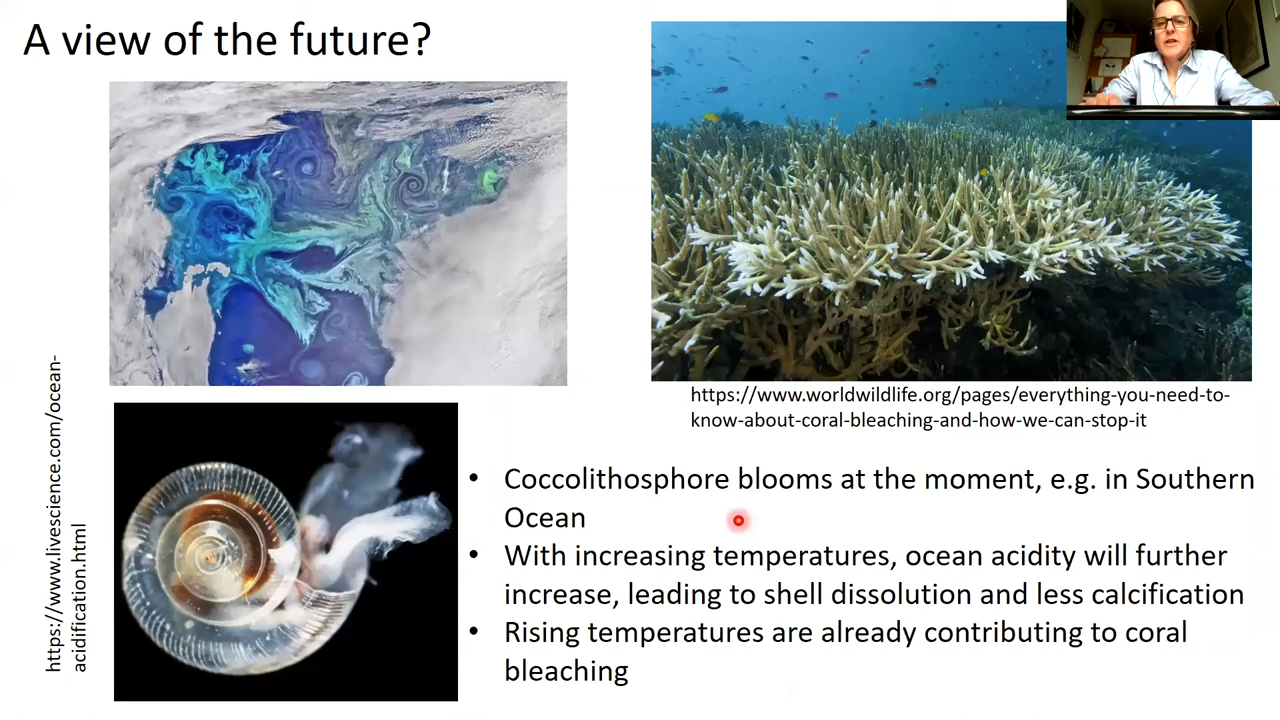 A view of the future?
https://www.worldwildlife.org/pages/everything-you-need-to-
know-about-coral-bleaching-and-how-we-can-stop-it
https://www.livescience.com/ocean-
acidification.html
• Coccolithosphore blooms at the moment, e.g. in Southern
Ocean
• With increasing temperatures, ocean acidity will further
increase, leading to shell dissolution and less calcification
• Rising temperatures are already contributing to coral
bleaching